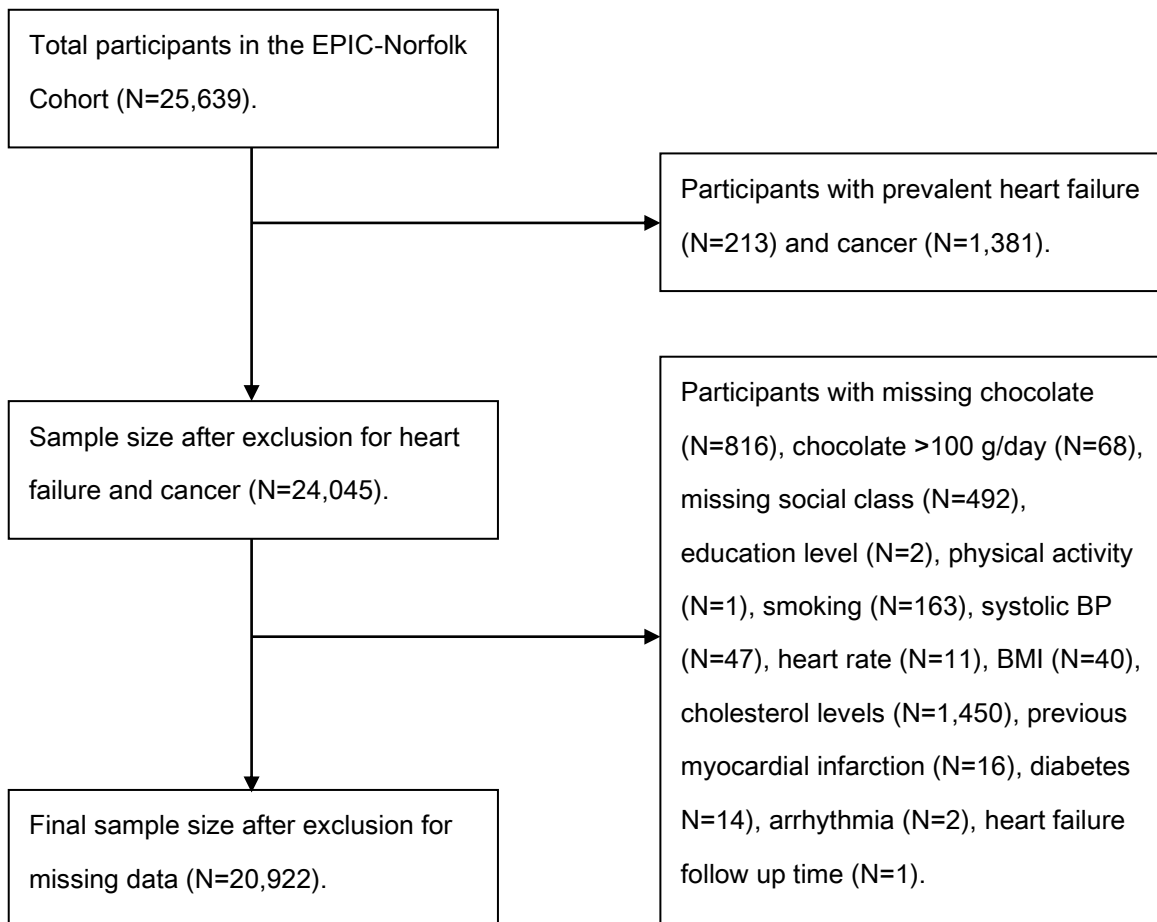 Total participants in the EPIC-Norfolk
Cohort (N=25,639).
Participants with prevalent heart failure
(N=213) and cancer (N=1,381).
Sample size after exclusion for heart
failure and cancer (N=24,045).
Participants with missing chocolate
(N=816), chocolate >100 g/day (N=68),
missing social class (N=492),
education level (N=2), physical activity
(N=1), smoking (N=163), systolic BP
(N=47), heart rate (N=11), BMI (N=40),
cholesterol levels (N=1,450), previous
myocardial infarction (N=16), diabetes
N=14), arrhythmia (N=2), heart failure
follow up time (N=1).
Final sample size after exclusion for
missing data (N=20,922).